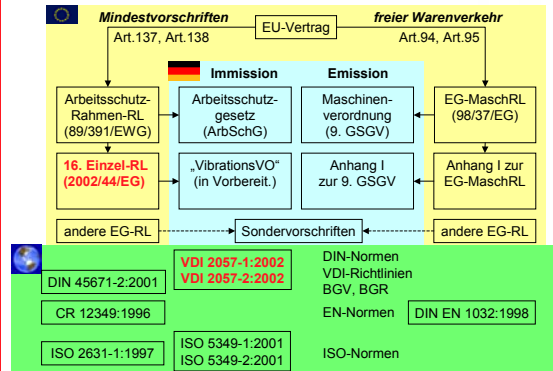 Mindestvorschriften
Art.137, Art.138
EU-Vertrag
freier Warenverkehr
Art.94, Art.95
Immission
Emission
Arbeitsschutz-
Rahmen-RL
(89/391/EWG)
Arbeitsschutz-
gesetz
(ArbSchG)
Maschinen-
verordnung
(9. GSGV)
EG-MaschRL
(98/37/EG)
16. Einzel-RL
(2002/44/EG)
„VibrationsVO“
(in Vorbereit.)
Anhang I
zur 9. GSGV
Anhang I zur
EG-MaschRL
andere EG-RL
Sondervorschriften
andere EG-RL
DIN 45671-2:2001
VDI 2057-1:2002
VDI 2057-2:2002
DIN-Normen
VDI-Richtlinien
BGV, BGR
CR 12349:1996
EN-Normen
DIN EN 1032:1998
ISO 2631-1:1997
ISO 5349-1:2001
ISO 5349-2:2001
ISO-Normen